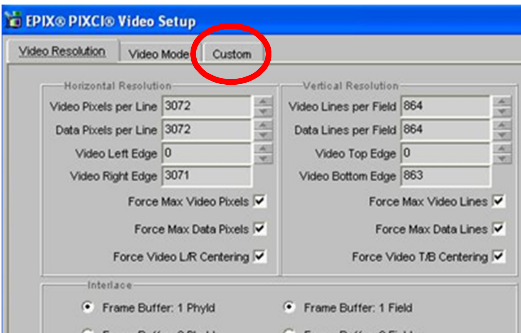 EPIX® PIXCI® Video Setup
Video Resolution Video Mode Custom
Horizontal Resolution Vertical Resolution
Video Pixels per Line 3072 Video Lines per Field 864
Data Pixels per Line 3072 Data Lines per Field 864
Video Left Edge 0 Video Top Edge 0
Video Right Edge 3071 Video Bottom Edge 863
Force Max Video Pixels Force Max Video Lines
Force Max Data Pixels Force Max Data Lines
Force Video L/R Centering Force Video T/B Centering
Interlace
Frame Buffer: 1 Phyld Frame Buffer: 1 Field